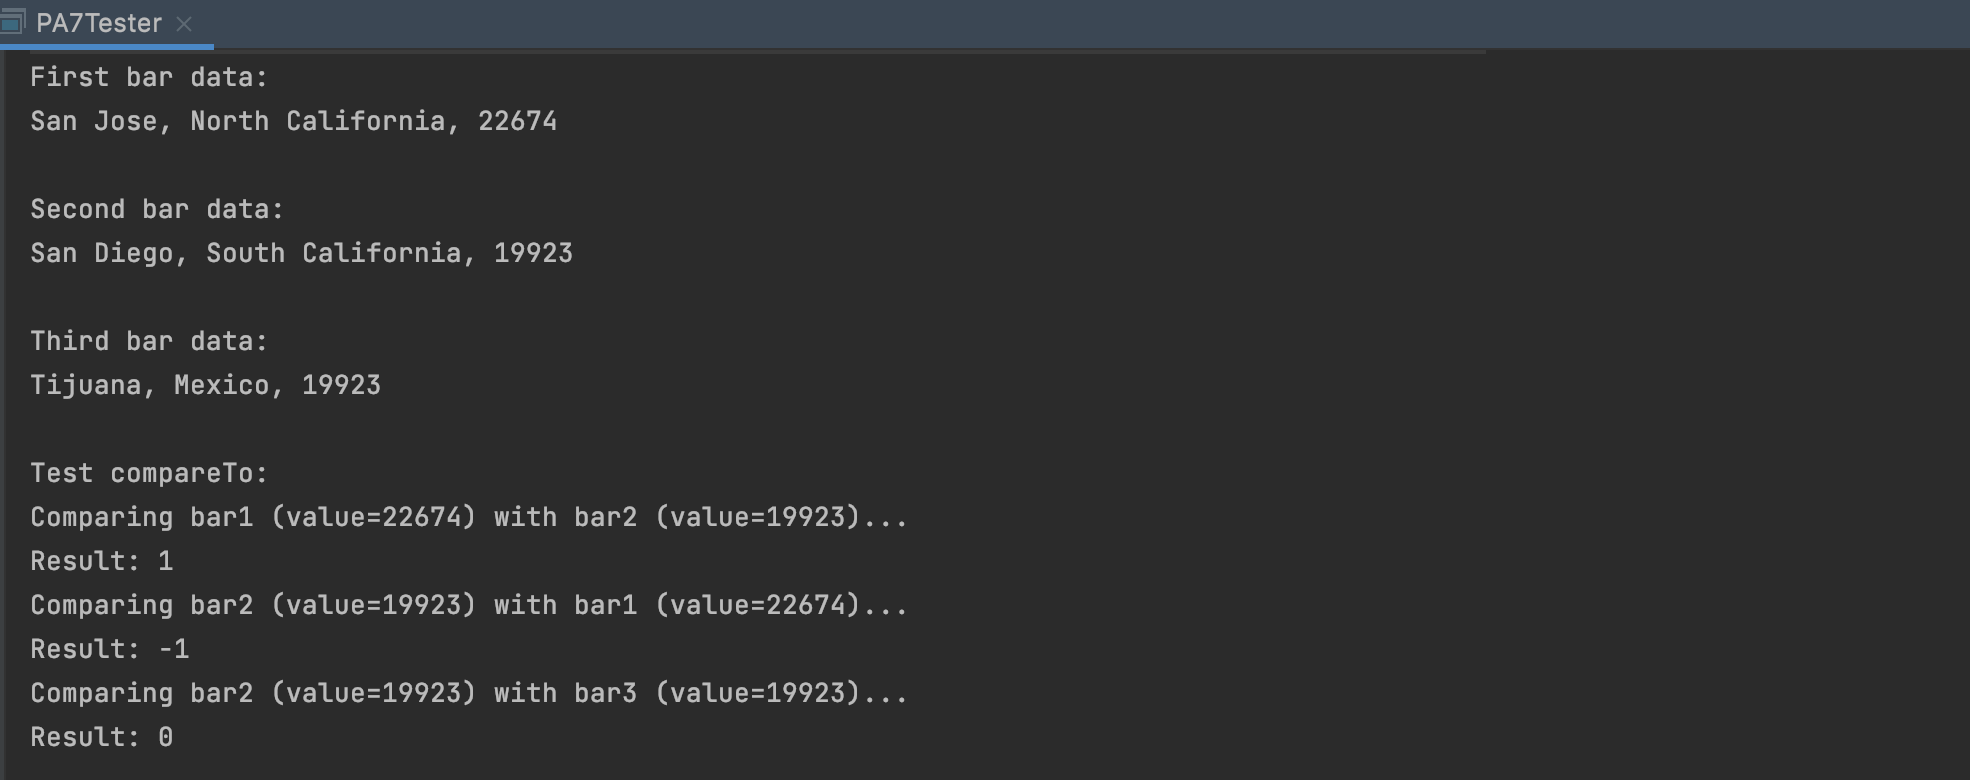 PA7Tester
First bar data:
San Jose, North California, 22674
Second bar data:
San Diego, South California, 19923
Third bar data:
Tijuana, Mexico, 19923
Test compareTo:
Comparing bar1 (value=22674) with bar2 (value=19923)...
Result: 1
Comparing bar2 (value=19923) with bar1 (value=22674)...
Result: -1
Comparing bar2 (value=19923) with bar3 (value=19923)...
Result: 0